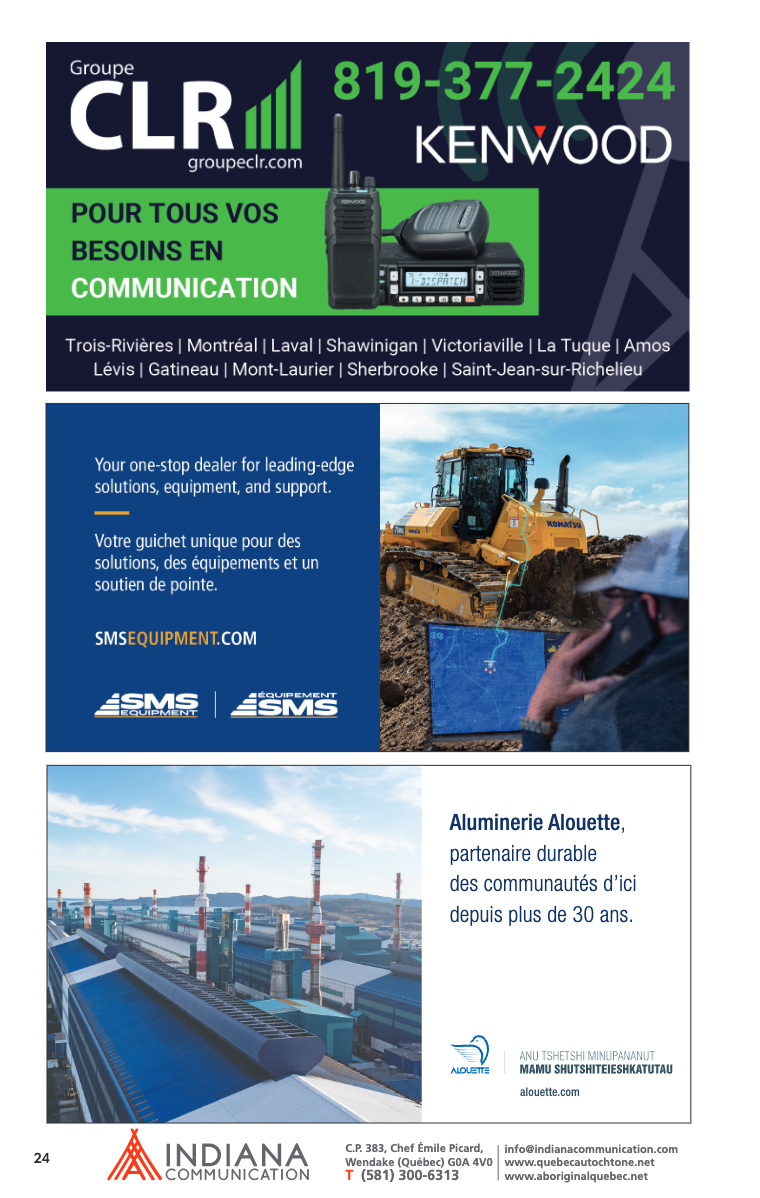 Groupe
CLR
groupeclr.com
819-377-2424
KENWOOD
POUR TOUS VOS
BESOINS EN
COMMUNICATION
KENWOOD
KENWOOD
1-DISPATCH
Trois-Rivières | Montréal | Laval | Shawinigan | Victoriaville | La Tuque | Amos
Lévis | Gatineau | Mont-Laurier | Sherbrooke | Saint-Jean-sur-Richelieu
Your one-stop dealer for leading-edge
solutions, equipment, and support.
Votre guichet unique pour des
solutions, des équipements et un
soutien de pointe.
SMSEQUIPMENT.COM
SMS
EQUIPMENT
ÉQUIPEMENT
SMS
KOMATSU
Aluminerie Alouette,
partenaire durable
des communautés d’ici
depuis plus de 30 ans.
ALOUETTE
ANU TSHETSHI MINUPANANUT
MAMU SHUTSHITEIESHKATUTAU
alouette.com
24
INDIANA
COMMUNICATION
C.P. 383, Chef Émile Picard,
Wendake (Québec) G0A 4V0
T (581) 300-6313
info@indianacommunication.com
www.quebecautochtone.net
www.aboriginalquebec.net